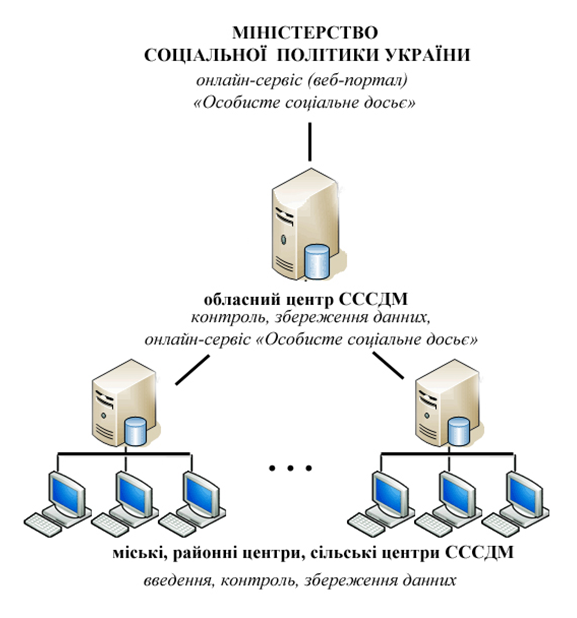 МІНІСТЕРСТВО
СОЦІАЛЬНОЇ ПОЛІТИКИ УКРАЇНИ
онлайн-сервіс (веб-портал)
«Особисте соціальне досьє»
обласний центр СССДМ
контроль, збереження данних,
онлайн-сервіс «Особисте соціальне досьє»
...
міські, районні центри, сільські центри СССДМ
введення, контроль, збереження данних